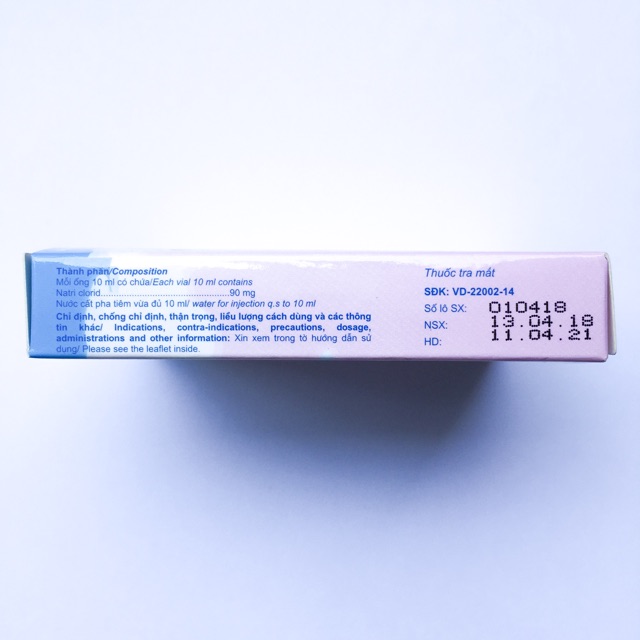 Thành phần/Composition
Mỗi ống 10 ml có chứa/Each vial 10 ml contains
Natri clorid...............................................90 mg
Nước cất pha tiêm vừa đủ 10 ml/ water for injection q.s to 10 ml
Chỉ định, chống chỉ định, thận trọng, liều lượng cách dùng và các thông
tin khác/ Indications, contra-indications, precautions, dosage,
administrations and other information: Xin xem trong tờ hướng dẫn sử
dụng/ Please see the leaflet inside.
Thuốc tra mắt
SĐK: VD-22002-14
Số lô SX: 010418
NSX: 13.04.18
HD: 11.04.21